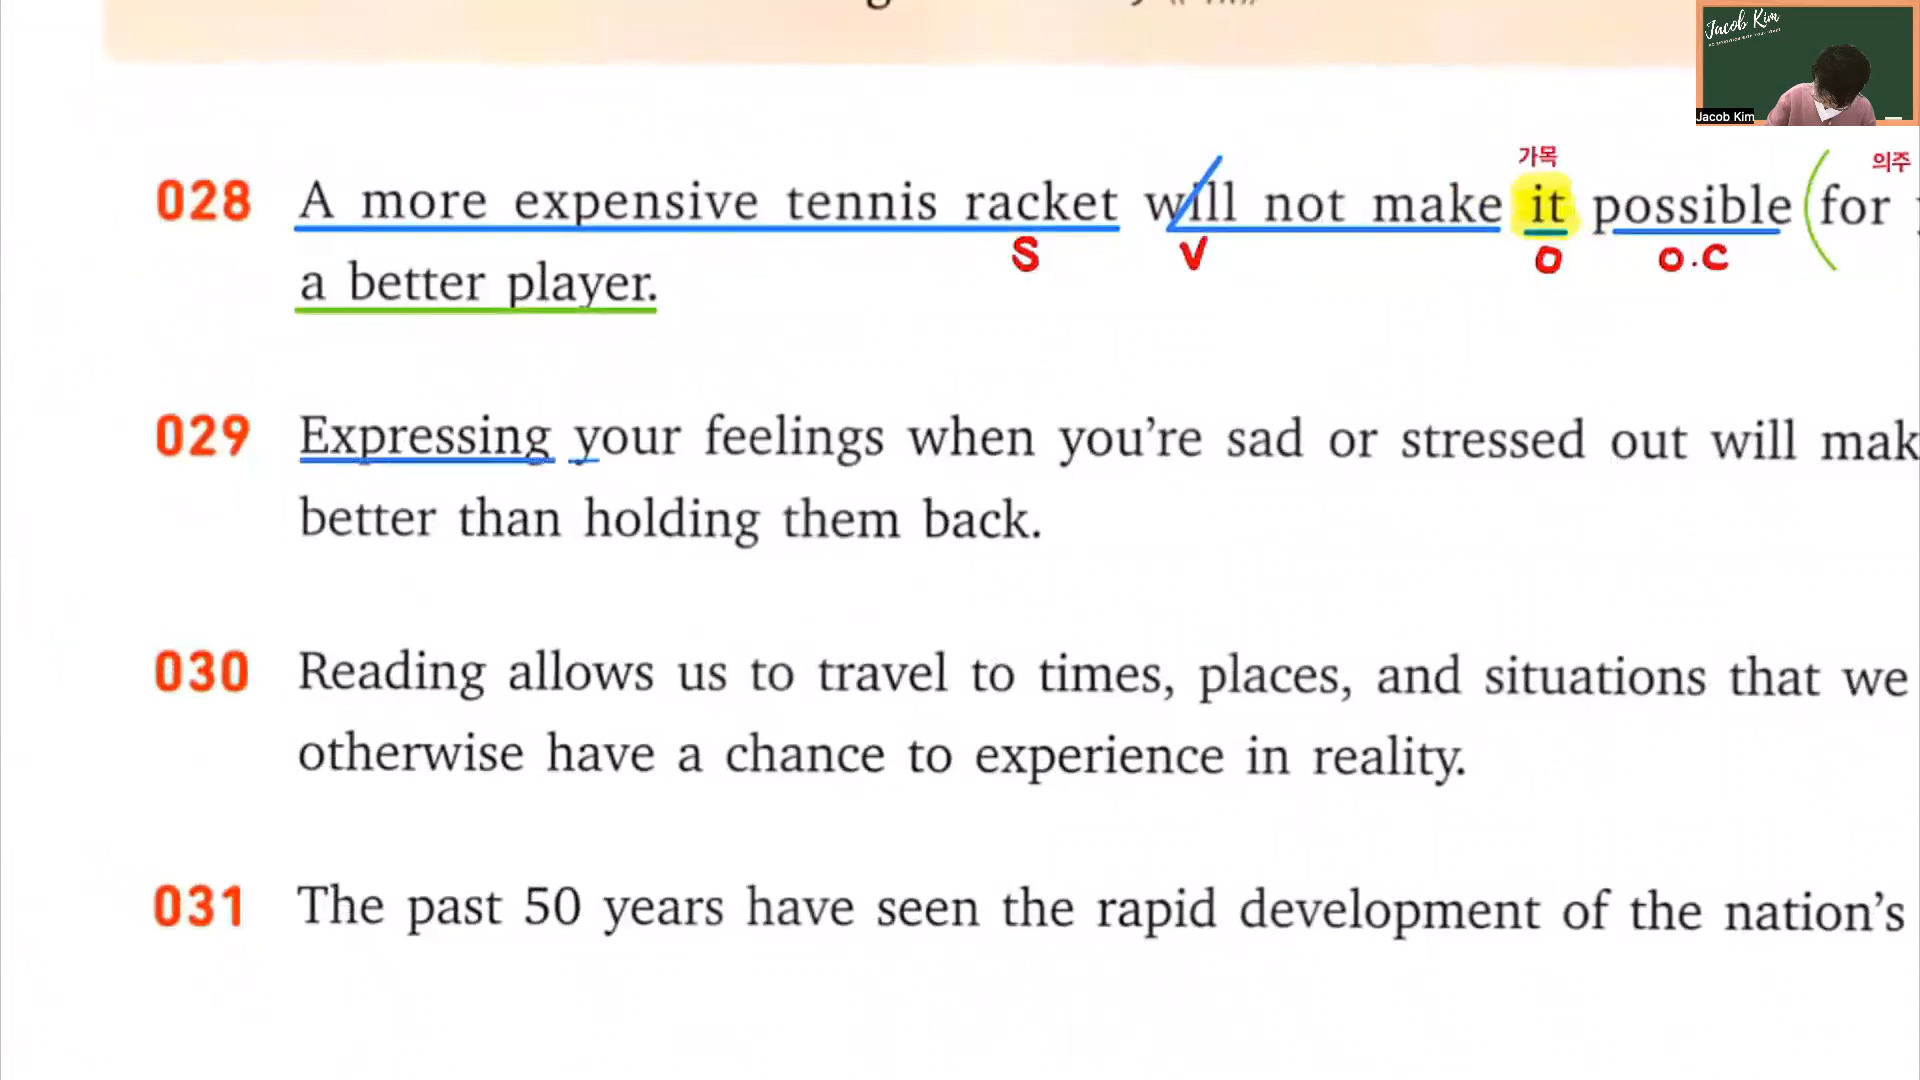 Jacob Kim
Jacob Kim
가목
의주
028 A more expensive tennis racket will not make it possible (for
S V O O.C
a better player.
029 Expressing your feelings when you're sad or stressed out will mak
better than holding them back.
030 Reading allows us to travel to times, places, and situations that we
otherwise have a chance to experience in reality.
031 The past 50 years have seen the rapid development of the nation's